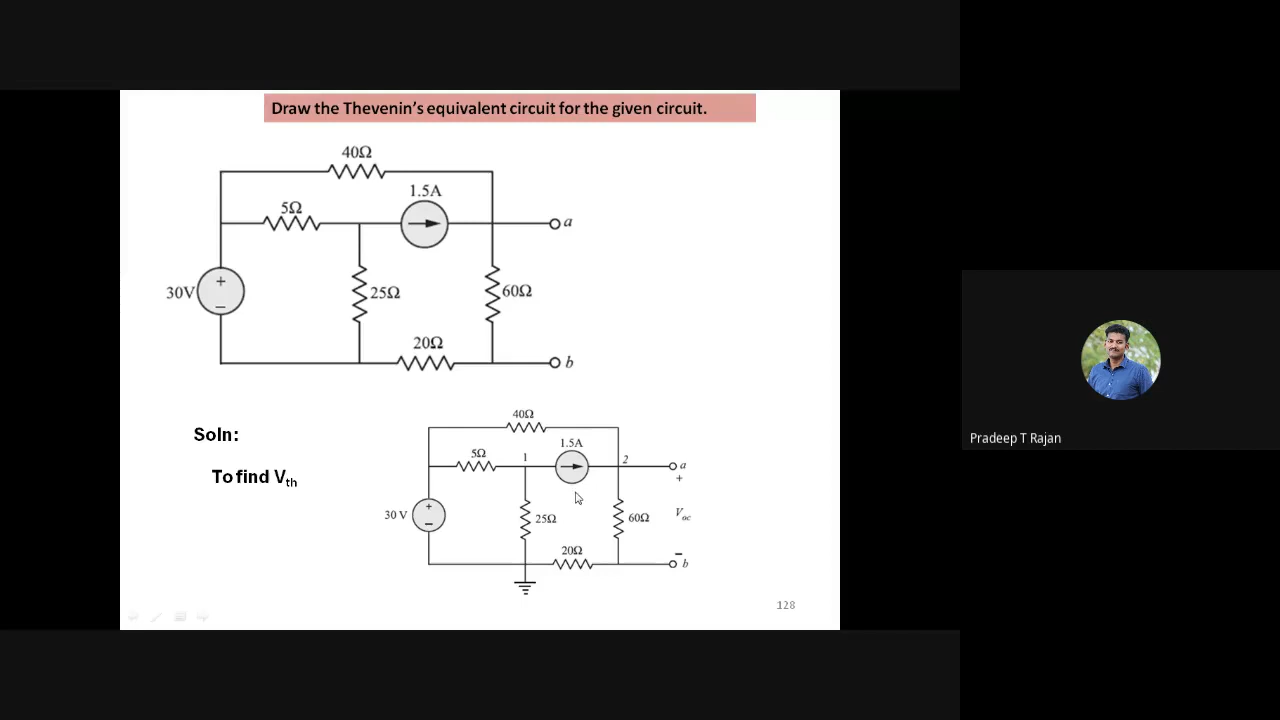 Draw the Thevenin's equivalent circuit for the given circuit.
40Ω
1.5A
5Ω
a
30V
+
−
25Ω
60Ω
20Ω
b
Soln:
To find Vth
40Ω
1.5A
5Ω
1
2
a
+
30 V
+
−
25Ω
60Ω
Voc
20Ω
−
b
128
Pradeep T Rajan